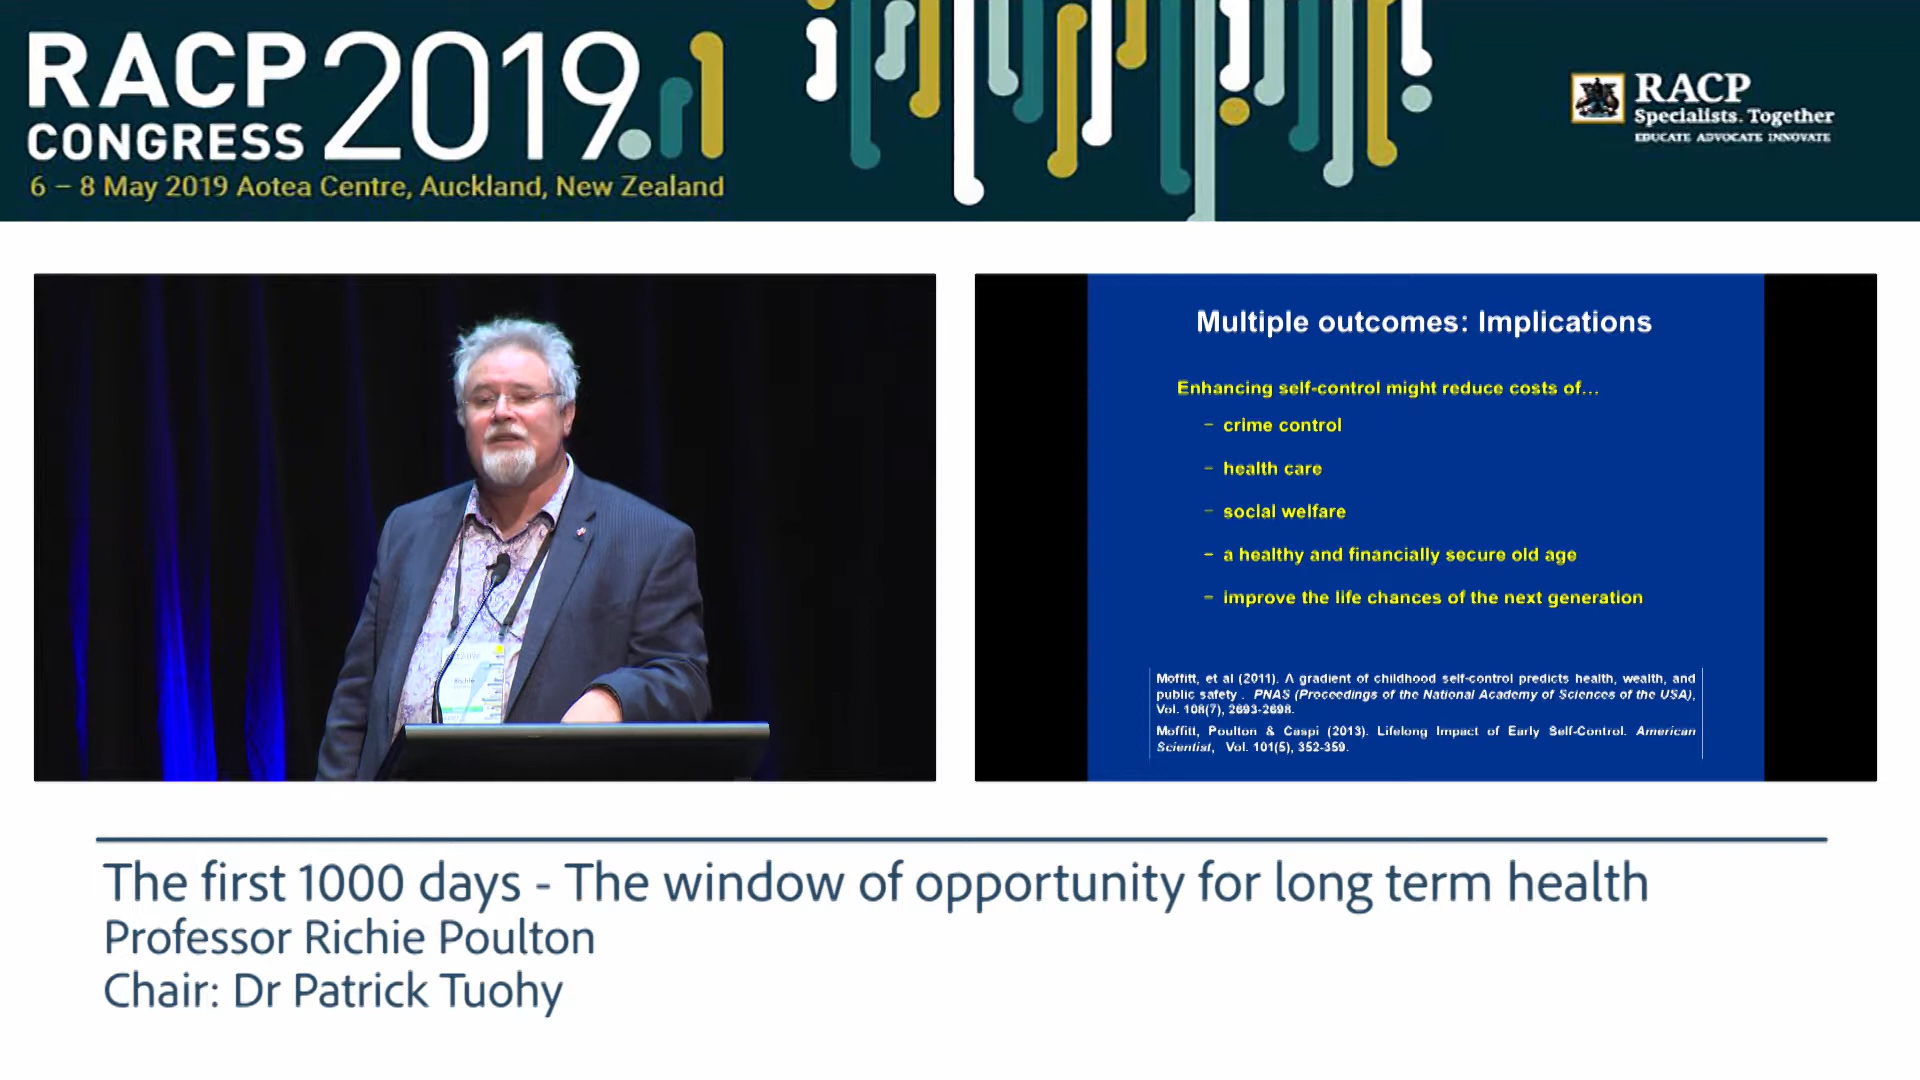 RACP
CONGRESS
2019
6 – 8 May 2019 Aotea Centre, Auckland, New Zealand
RACP
Specialists. Together
EDUCATE ADVOCATE INNOVATE
Richie
Multiple outcomes: Implications
Enhancing self-control might reduce costs of…
– crime control
– health care
– social welfare
– a healthy and financially secure old age
– improve the life chances of the next generation
Moffitt, et al (2011). A gradient of childhood self-control predicts health, wealth, and
public safety . PNAS (Proceedings of the National Academy of Sciences of the USA),
Vol. 108(7), 2693-2698.
Moffitt, Poulton & Caspi (2013). Lifelong Impact of Early Self-Control. American
Scientist, Vol. 101(5), 352-359.
The first 1000 days - The window of opportunity for long term health
Professor Richie Poulton
Chair: Dr Patrick Tuohy